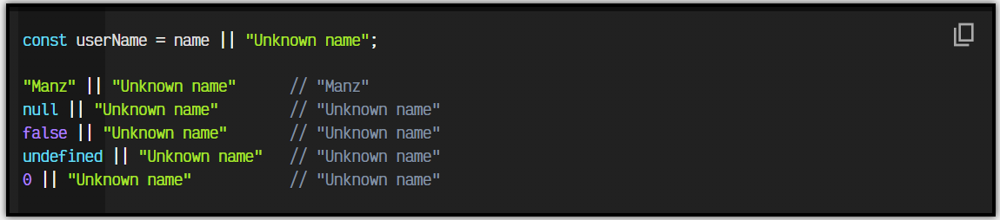 const userName = name || "Unknown name";
"Manz" || "Unknown name"      // "Manz"
null || "Unknown name"        // "Unknown name"
false || "Unknown name"       // "Unknown name"
undefined || "Unknown name"   // "Unknown name"
0 || "Unknown name"           // "Unknown name"